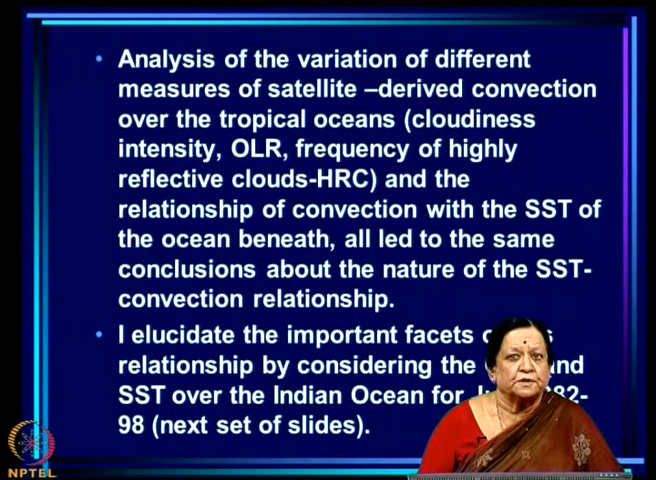 • Analysis of the variation of different
measures of satellite –derived convection
over the tropical oceans (cloudiness
intensity, OLR, frequency of highly
reflective clouds-HRC) and the
relationship of convection with the SST of
the ocean beneath, all led to the same
conclusions about the nature of the SST-
convection relationship.
• I elucidate the important facets
relationship by considering the
SST over the Indian Ocean for
98 (next set of slides).
NPTEL